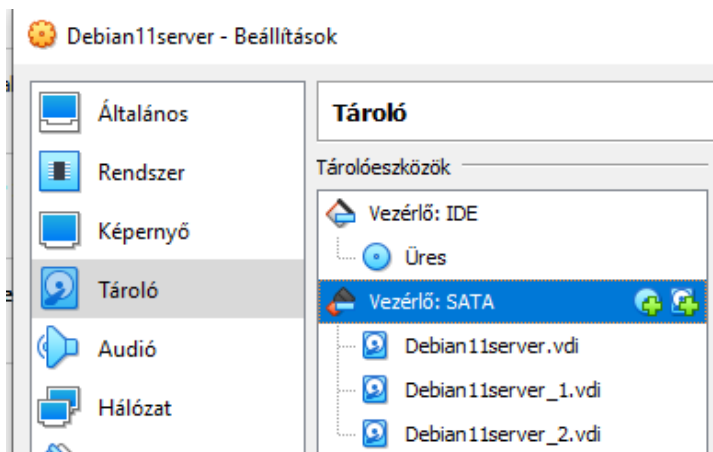 Debian11server - Beállítások
Általános
Rendszer
Képernyő
Tároló
Audió
Hálózat
Tároló
Tárolóeszközök
Vezérlő: IDE
Üres
Vezérlő: SATA
Debian11server.vdi
Debian11server_1.vdi
Debian11server_2.vdi